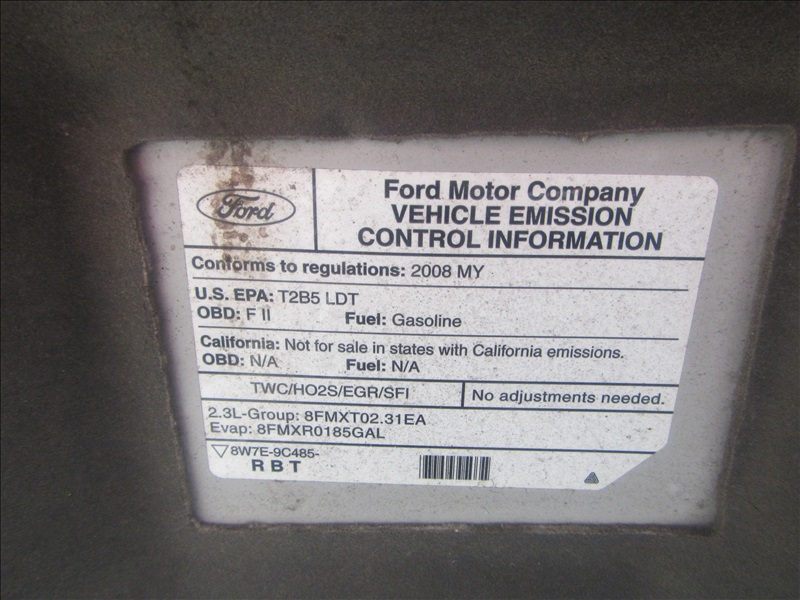 Ford
Ford Motor Company
VEHICLE EMISSION
CONTROL INFORMATION
Conforms to regulations: 2008 MY
U.S. EPA: T2B5 LDT
OBD: F II Fuel: Gasoline
California: Not for sale in states with California emissions.
OBD: N/A Fuel: N/A
TWC/HO2S/EGR/SFI No adjustments needed.
2.3L-Group: 8FMXT02.31EA
Evap: 8FMXR0185GAL
8W7E-9C485-
RBT